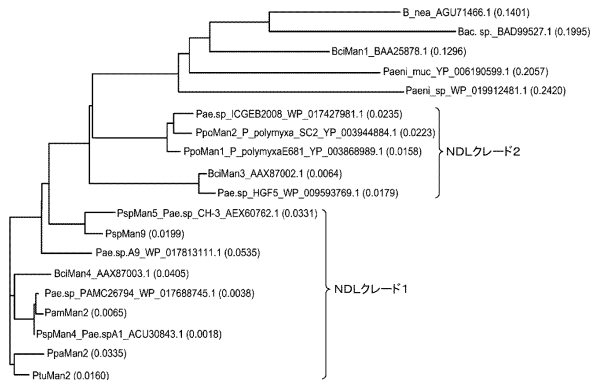 B_nea_AGU71466.1 (0.1401)
Bac. sp._BAD99527.1 (0.1995)
BciMan1_BAA25878.1 (0.1296)
Paeni_muc_YP_006190599.1 (0.2057)
Paeni_sp_WP_019912481.1 (0.2420)
Pae.sp_ICGEB2008_WP_017427981.1 (0.0235)
PpoMan2_P_polymyxa_SC2_YP_003944884.1 (0.0223)
PpoMan1_P_polymyxaE681_YP_003868989.1 (0.0158)
NDLクレード2
BciMan3_AAX87002.1 (0.0064)
Pae.sp_HGF5_WP_009593769.1 (0.0179)
PspMan5_Pae.sp_CH-3_AEX60762.1 (0.0331)
PspMan9 (0.0199)
Pae.sp.A9_WP_017813111.1 (0.0535)
BciMan4_AAX87003.1 (0.0405)
NDLクレード1
Pae.sp_PAMC26794_WP_017688745.1 (0.0038)
PamMan2 (0.0065)
PspMan4_Pae.spA1_ACU30843.1 (0.0018)
PpaMan2 (0.0335)
PtuMan2 (0.0160)